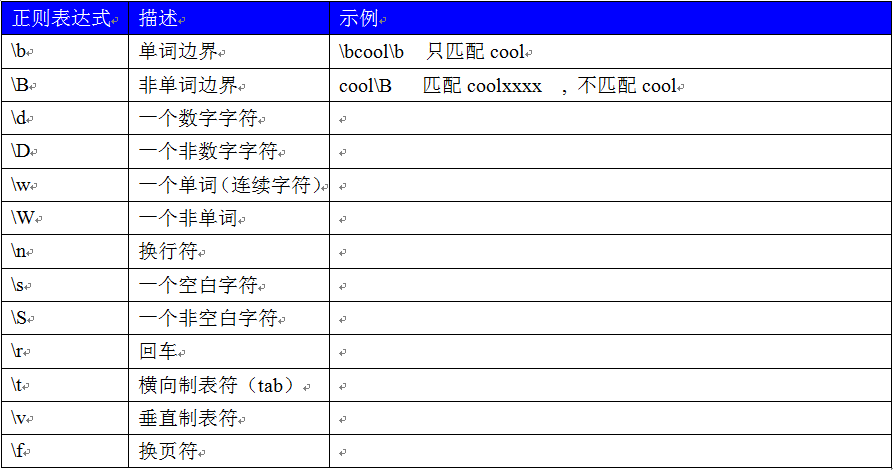 正则表达式 描述 示例
\b 单词边界 \bcool\b 只匹配 cool
\B 非单词边界 cool\B 匹配 coolxxxx , 不匹配 cool
\d 一个数字字符
\D 一个非数字字符
\w 一个单词（连续字符）
\W 一个非单词
\n 换行符
\s 一个空白字符
\S 一个非空白字符
\r 回车
\t 横向制表符（tab）
\v 垂直制表符
\f 换页符